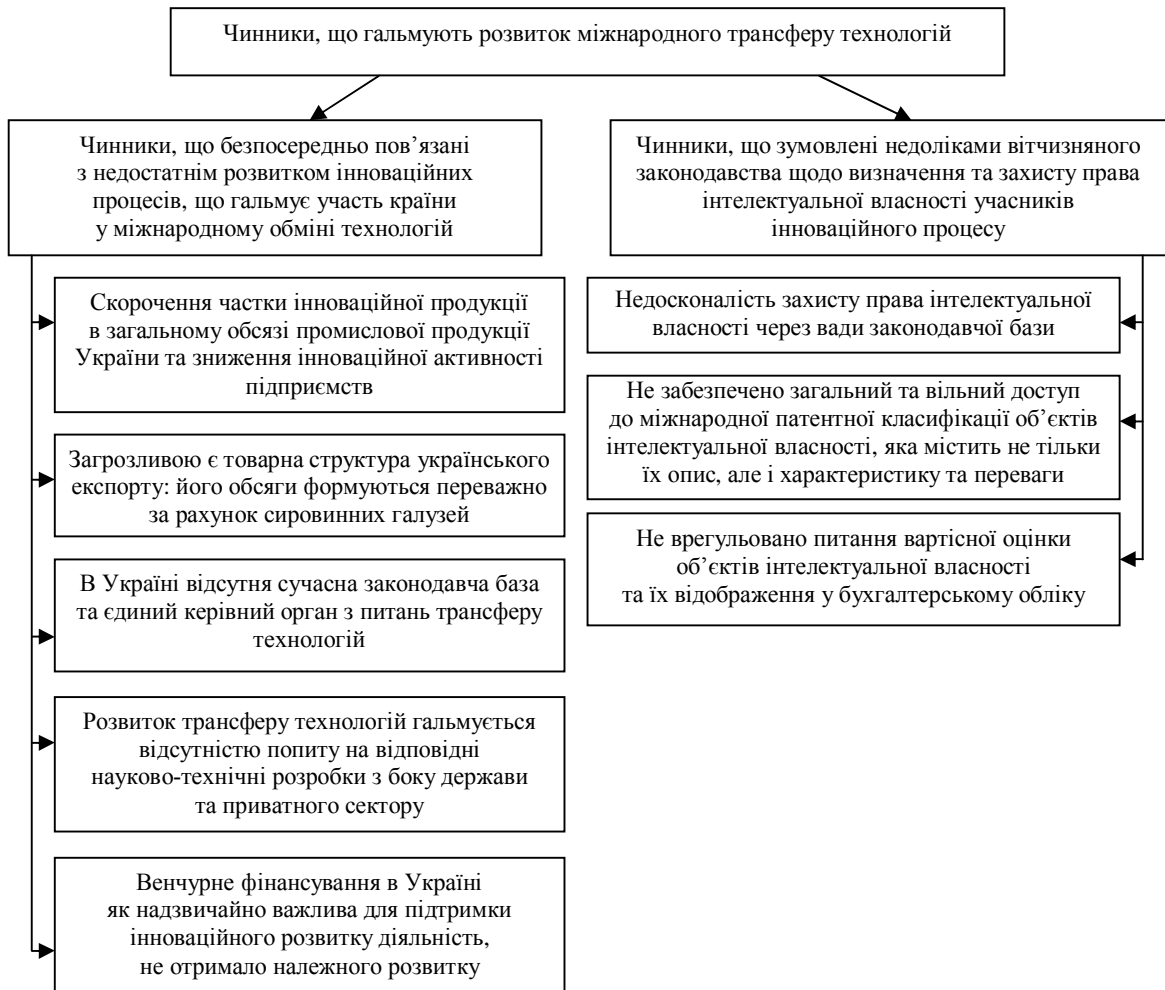 Чинники, що гальмують розвиток міжнародного трансферу технологій
Чинники, що безпосередньо пов’язані
з недостатнім розвитком інноваційних
процесів, що гальмує участь країни
у міжнародному обміні технологій
Скорочення частки інноваційної продукції
в загальному обсязі промислової продукції
України та зниження інноваційної активності
підприємств
Загрозливою є товарна структура українського
експорту: його обсяги формуються переважно
за рахунок сировинних галузей
В Україні відсутня сучасна законодавча база
та єдиний керівний орган з питань трансферу
технологій
Розвиток трансферу технологій гальмується
відсутністю попиту на відповідні
науково-технічні розробки з боку держави
та приватного сектору
Венчурне фінансування в Україні
як надзвичайно важлива для підтримки
інноваційного розвитку діяльність,
не отримало належного розвитку
Чинники, що зумовлені недоліками вітчизняного
законодавства щодо визначення та захисту права
інтелектуальної власності учасників
інноваційного процесу
Недосконалість захисту права інтелектуальної
власності через вади законодавчої бази
Не забезпечено загальний та вільний доступ
до міжнародної патентної класифікації об’єктів
інтелектуальної власності, яка містить не тільки
їх опис, але і характеристику та переваги
Не врегульовано питання вартісної оцінки
об’єктів інтелектуальної власності
та їх відображення у бухгалтерському обліку